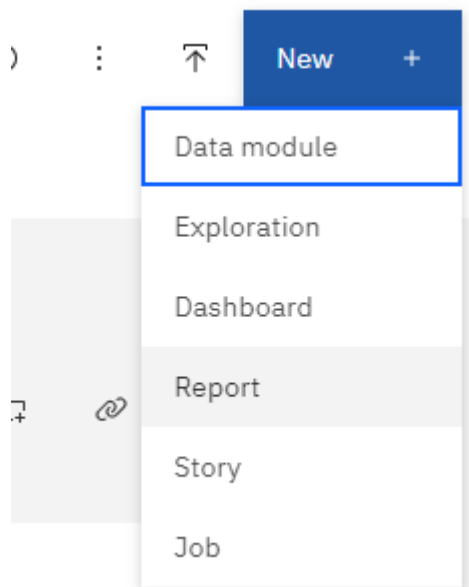 New +
Data module
Exploration
Dashboard
Report
Story
Job